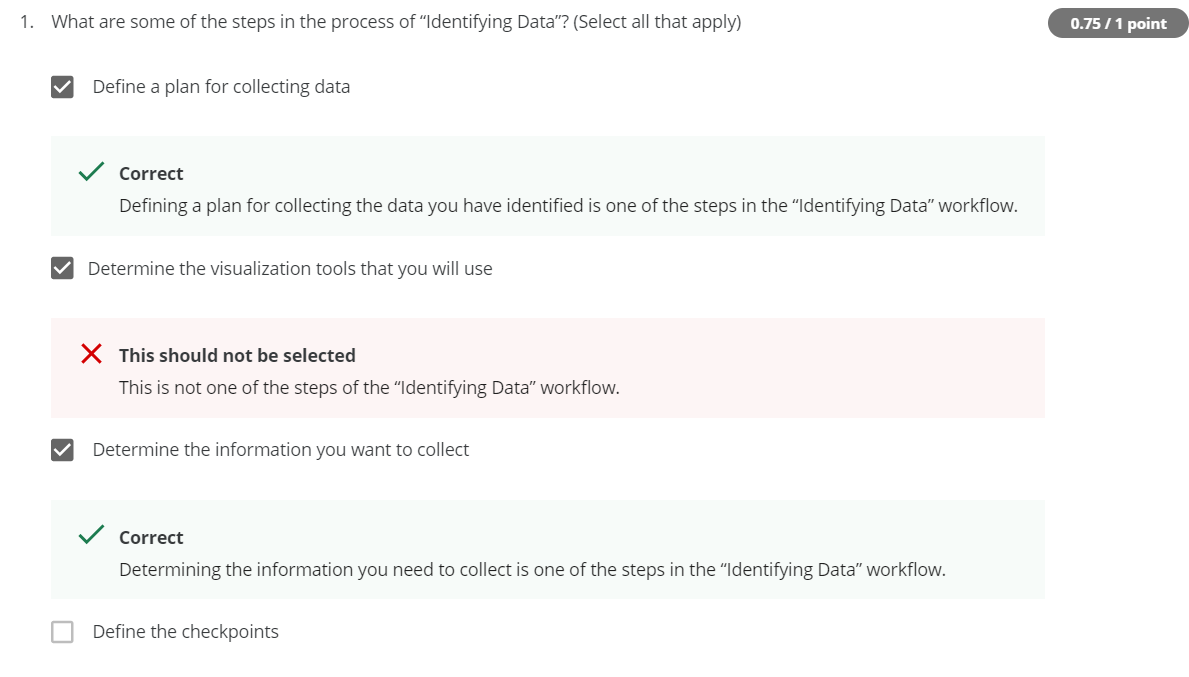 1. What are some of the steps in the process of “Identifying Data”? (Select all that apply)
0.75 / 1 point
Define a plan for collecting data
Correct
Defining a plan for collecting the data you have identified is one of the steps in the “Identifying Data” workflow.
Determine the visualization tools that you will use
This should not be selected
This is not one of the steps of the “Identifying Data” workflow.
Determine the information you want to collect
Correct
Determining the information you need to collect is one of the steps in the “Identifying Data” workflow.
Define the checkpoints